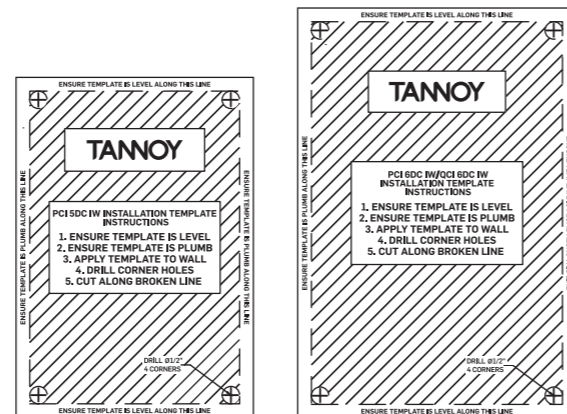 ENSURE TEMPLATE IS LEVEL ALONG THIS LINE
ENSURE TEMPLATE IS PLUMB ALONG THIS LINE
TANNOY
PCI 5DC IW INSTALLATION TEMPLATE
INSTRUCTIONS
1. ENSURE TEMPLATE IS LEVEL
2. ENSURE TEMPLATE IS PLUMB
3. APPLY TEMPLATE TO WALL
4. DRILL CORNER HOLES
5. CUT ALONG BROKEN LINE
ENSURE TEMPLATE IS PLUMB ALONG THIS LINE
DRILL Ø1/2"
4 CORNERS
ENSURE TEMPLATE IS LEVEL ALONG THIS LINE
ENSURE TEMPLATE IS LEVEL ALONG THIS LINE
ENSURE TEMPLATE IS PLUMB ALONG THIS LINE
TANNOY
PCI 6DC IW/QCI 6DC IW
INSTALLATION TEMPLATE
INSTRUCTIONS
1. ENSURE TEMPLATE IS LEVEL
2. ENSURE TEMPLATE IS PLUMB
3. APPLY TEMPLATE TO WALL
4. DRILL CORNER HOLES
5. CUT ALONG BROKEN LINE
DRILL Ø1/2"
4 CORNERS
ENSURE TEMPLATE IS LEVEL ALONG THIS LINE